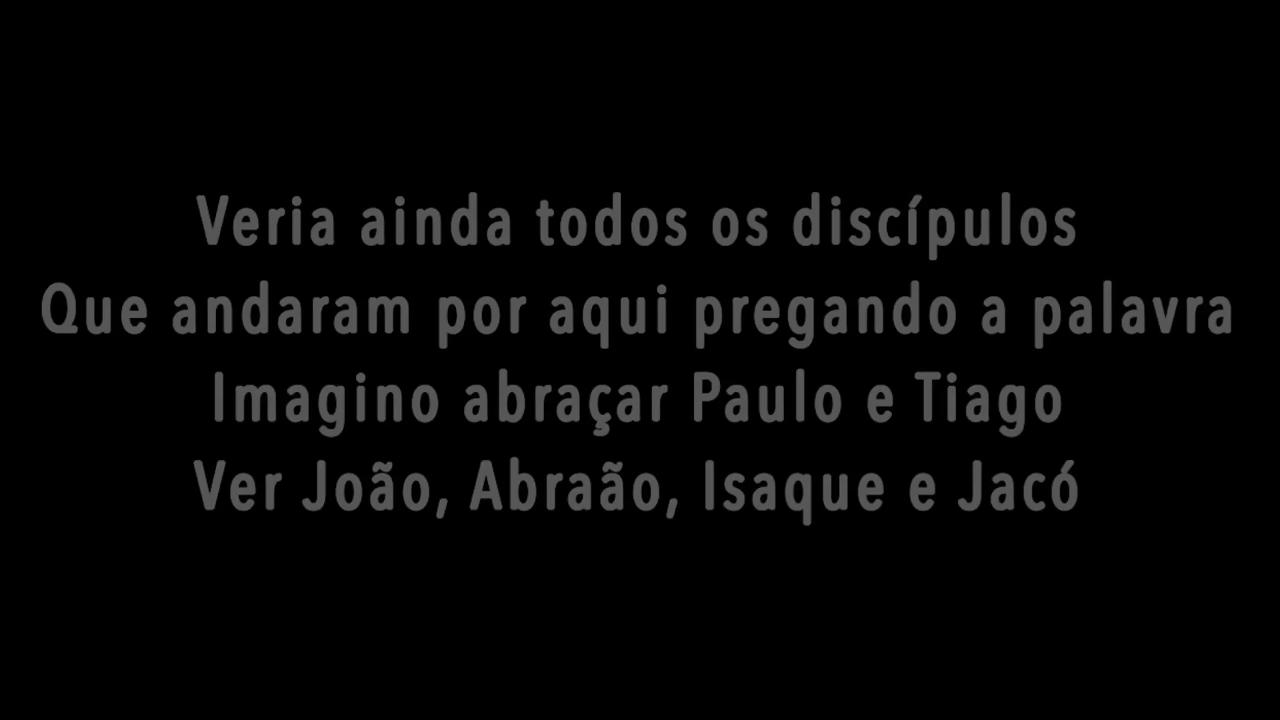 Veria ainda todos os discípulos
Que andaram por aqui pregando a palavra
Imagino abraçar Paulo e Tiago
Ver João, Abraão, Isaque e Jacó